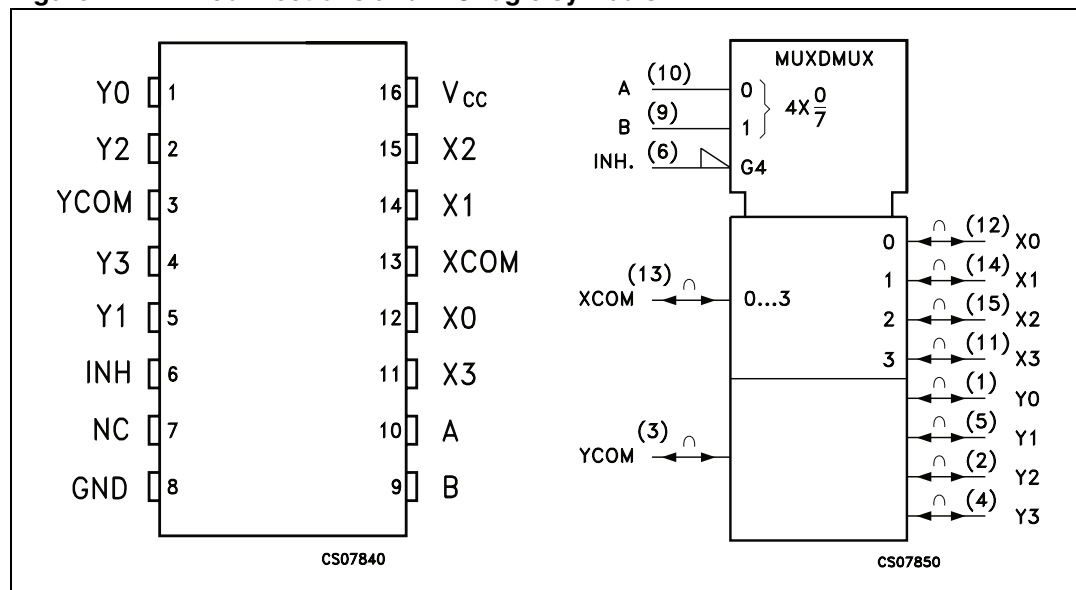 Y0 1 16 VCC
Y2 2 15 X2
YCOM 3 14 X1
Y3 4 13 XCOM
Y1 5 12 X0
INH 6 11 X3
NC 7 10 A
GND 8 9 B
CS07840
MUXDMUX
A (10) 0
B (9) 1
4X 0/7
INH. (6) G4
0 (12) X0
XCOM (13) 0...3
1 (14) X1
2 (15) X2
3 (11) X3
(1) Y0
YCOM (3)
(5) Y1
(2) Y2
(4) Y3
CS07850